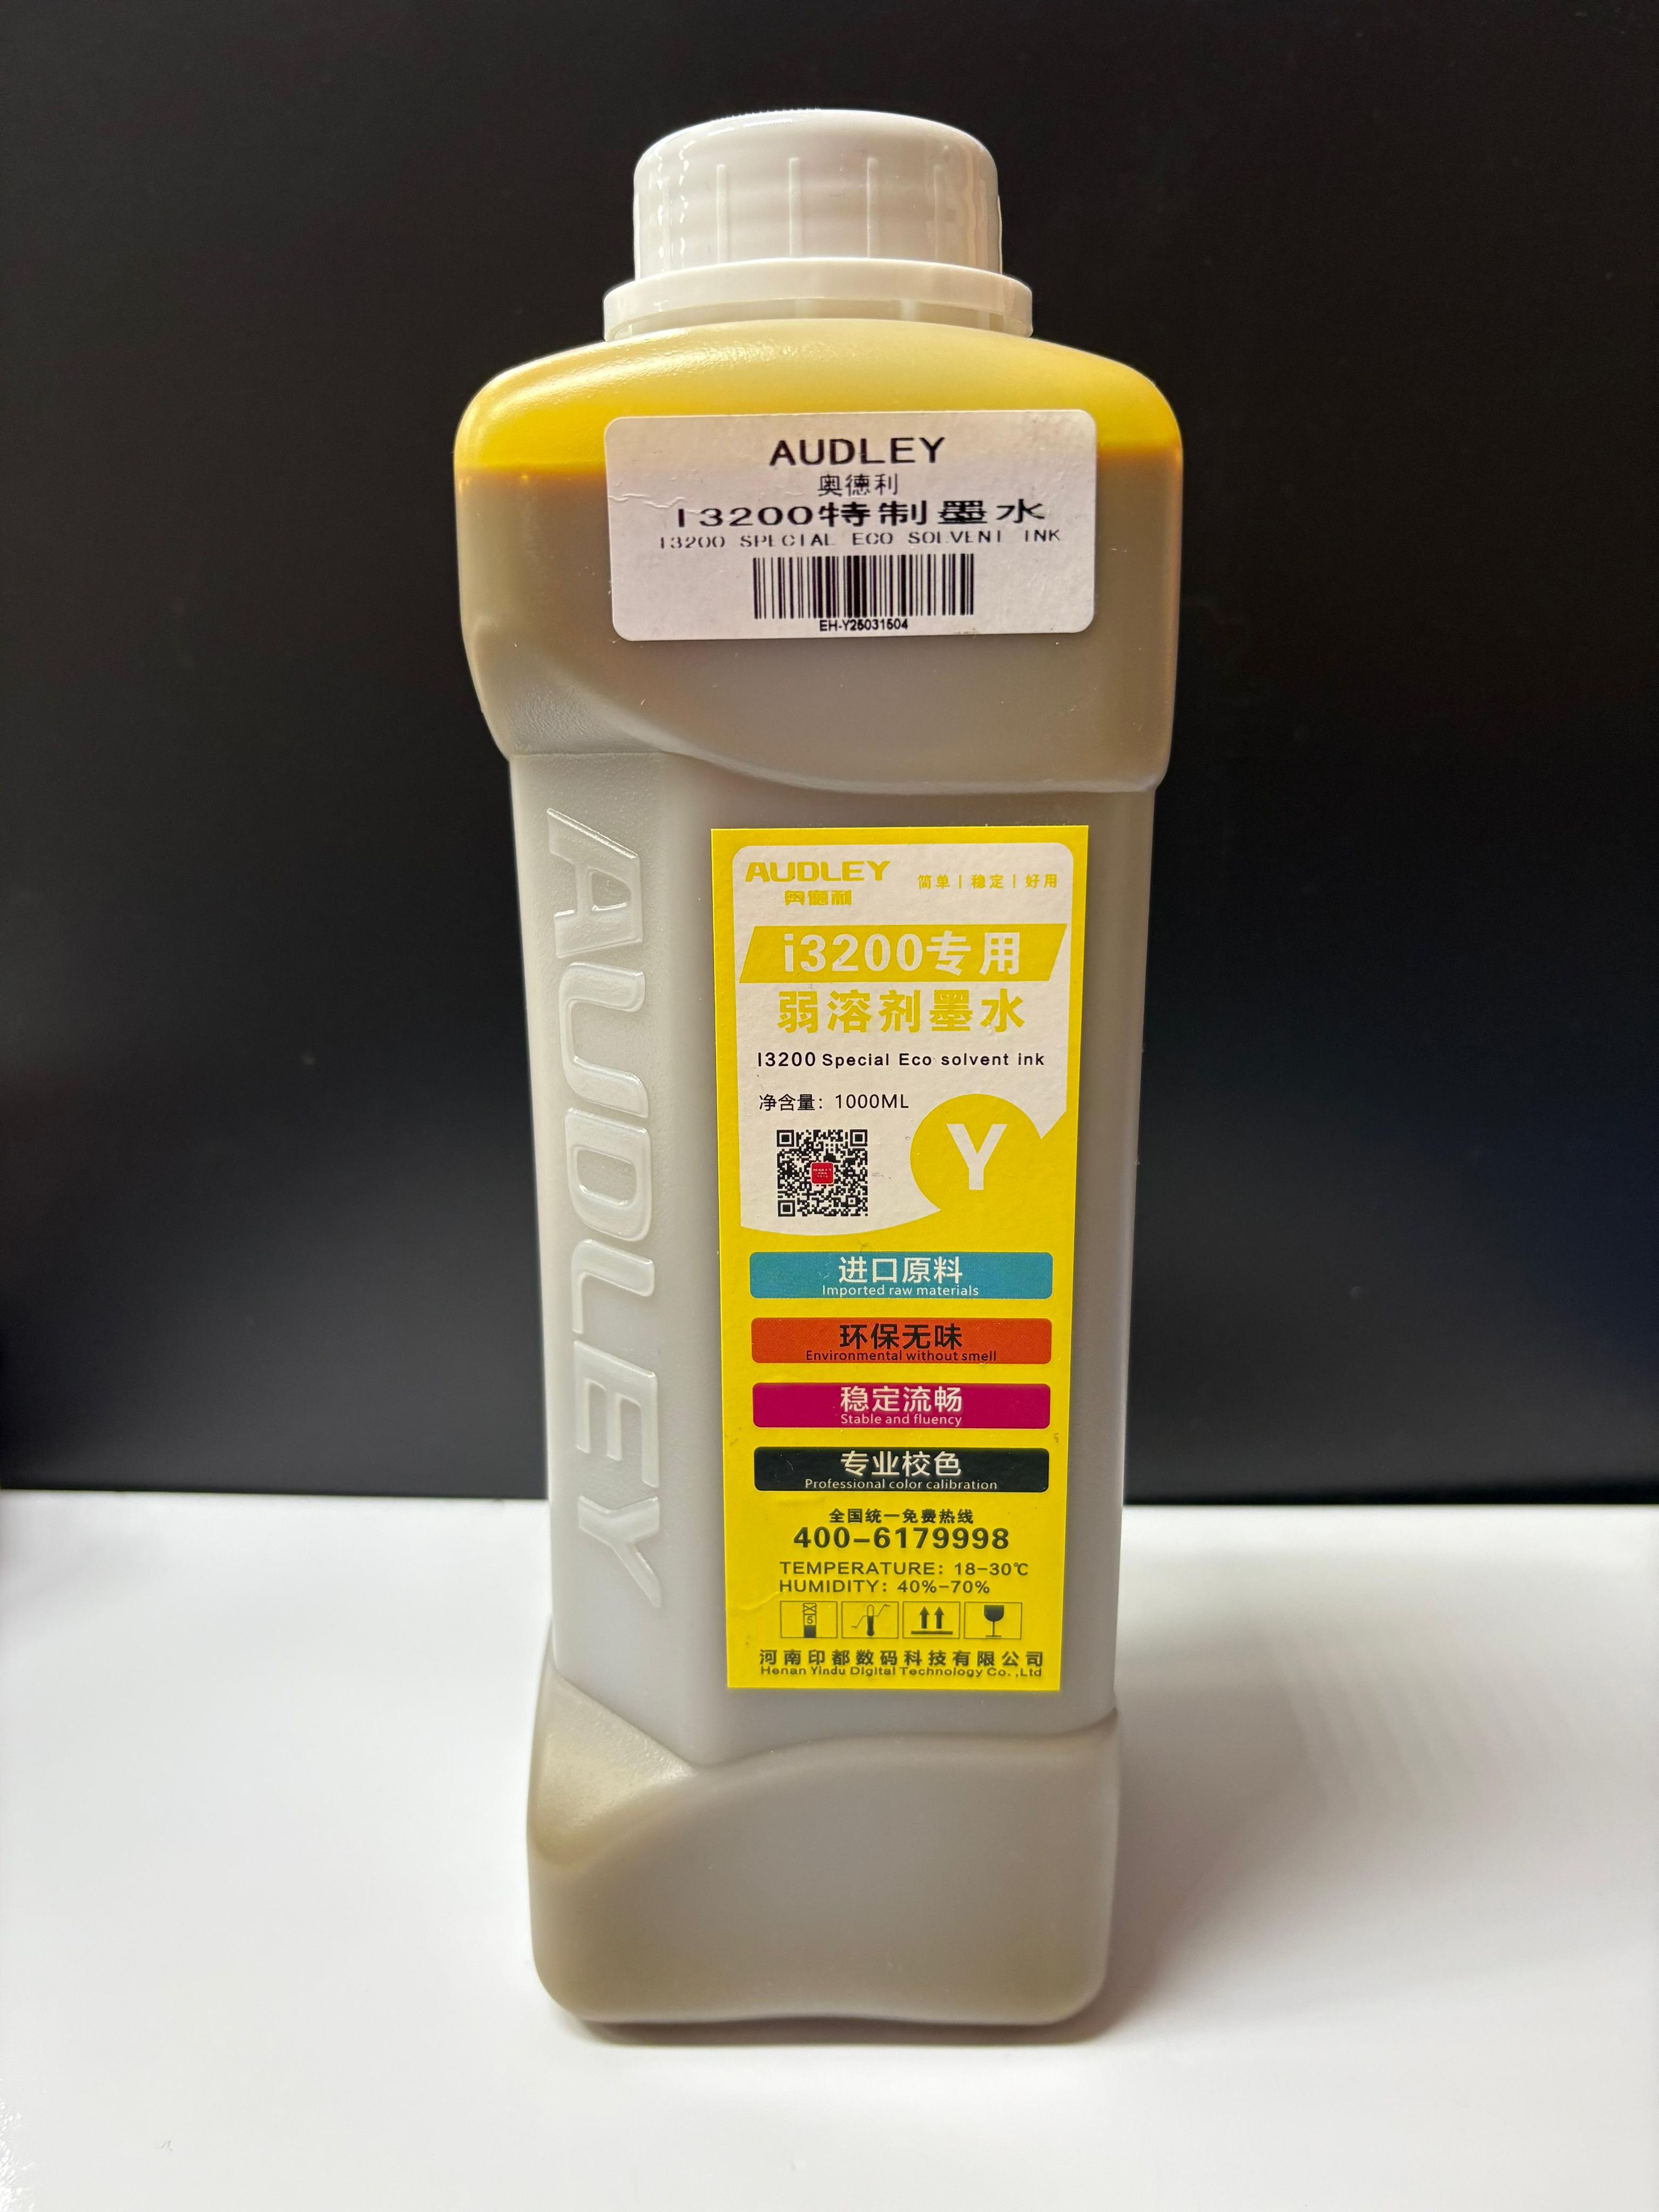 AUDLEY
奥德利
I3200特制墨水
I3200 SPECIAL ECO SOLVENT INK
EH-Y25031504
AUDLEY
AUDLEY
奥德利
简单 | 稳定 | 好用
i3200专用
弱溶剂墨水
I3200 Special Eco solvent ink
净含量：1000ML
Y
进口原料
Imported raw materials
环保无味
Environmental without smell
稳定流畅
Stable and fluency
专业校色
Professional color calibration
全国统一免费热线
400-6179998
TEMPERATURE: 18-30℃
HUMIDITY: 40%-70%
5
河南印都数码科技有限公司
Henan Yindu Digital Technology Co.,Ltd